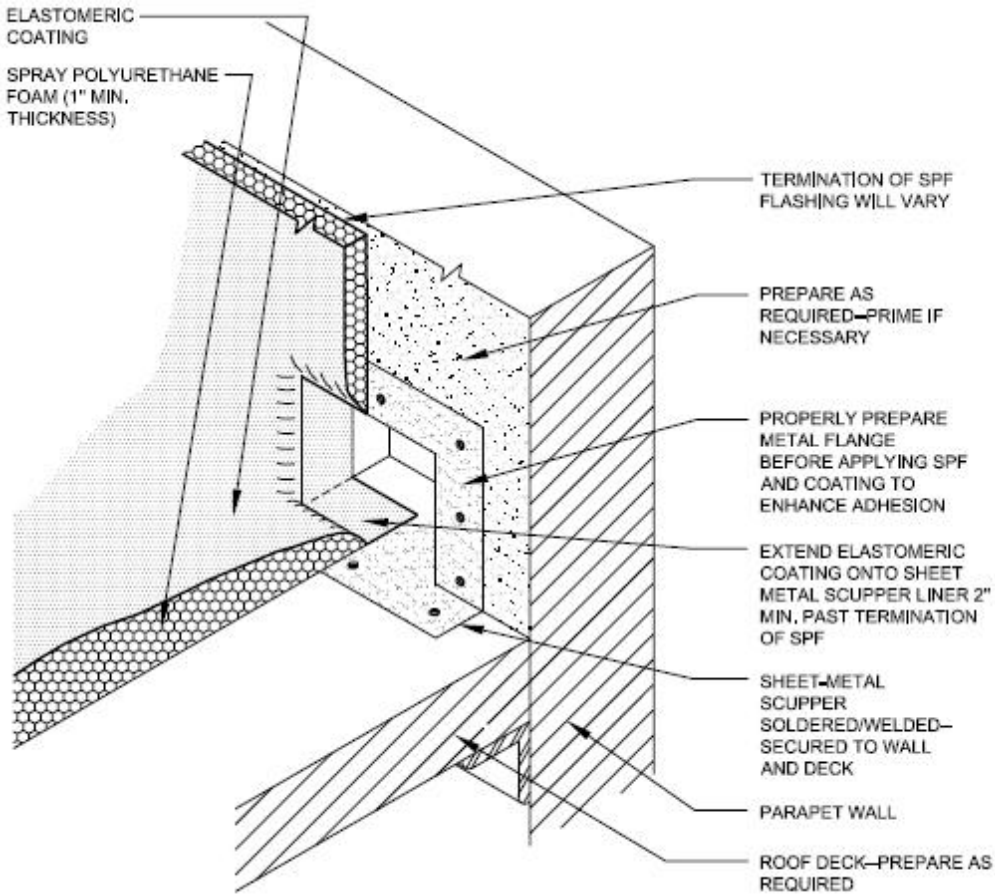 ELASTOMERIC
COATING
SPRAY POLYURETHANE
FOAM (1" MIN.
THICKNESS)
TERMINATION OF SPF
FLASHING WILL VARY
PREPARE AS
REQUIRED–PRIME IF
NECESSARY
PROPERLY PREPARE
METAL FLANGE
BEFORE APPLYING SPF
AND COATING TO
ENHANCE ADHESION
EXTEND ELASTOMERIC
COATING ONTO SHEET
METAL SCUPPER LINER 2"
MIN. PAST TERMINATION
OF SPF
SHEET-METAL
SCUPPER
SOLDERED/WELDED–
SECURED TO WALL
AND DECK
PARAPET WALL
ROOF DECK–PREPARE AS
REQUIRED